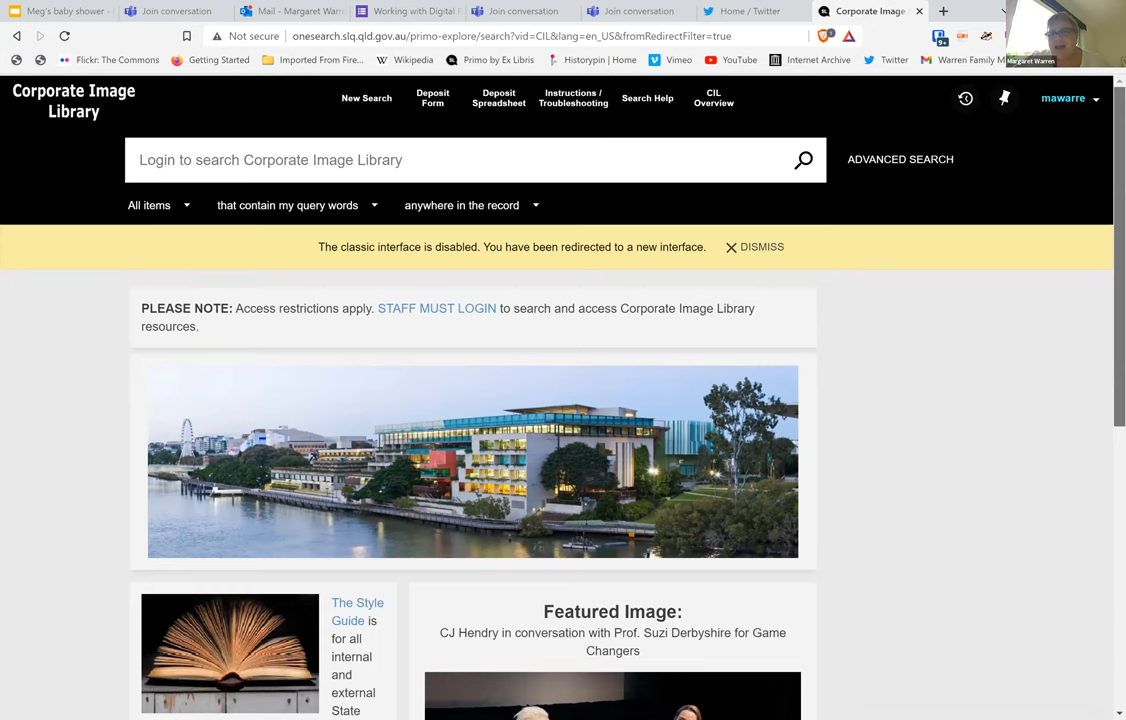 Meg's baby shower -
Join conversation
Mail - Margaret Warre
Working with Digital
Join conversation
Join conversation
Home / Twitter
Corporate Image
Not secure
onesearch.slq.qld.gov.au/primo-explore/search?vid=CIL&lang=en_US&fromRedirectFilter=true
1
9+
Flickr: The Commons
Getting Started
Imported From Fire...
Wikipedia
Primo by Ex Libris
Historypin | Home
Vimeo
YouTube
Internet Archive
Twitter
Warren Family M
Margaret Warren
Corporate Image
Library
New Search
Deposit
Form
Deposit
Spreadsheet
Instructions /
Troubleshooting
Search Help
CIL
Overview
mawarre
Login to search Corporate Image Library
ADVANCED SEARCH
All items
that contain my query words
anywhere in the record
The classic interface is disabled. You have been redirected to a new interface.
DISMISS
PLEASE NOTE: Access restrictions apply. STAFF MUST LOGIN to search and access Corporate Image Library
resources.
The Style
Guide is
for all
internal
and
external
State
Featured Image:
CJ Hendry in conversation with Prof. Suzi Derbyshire for Game
Changers